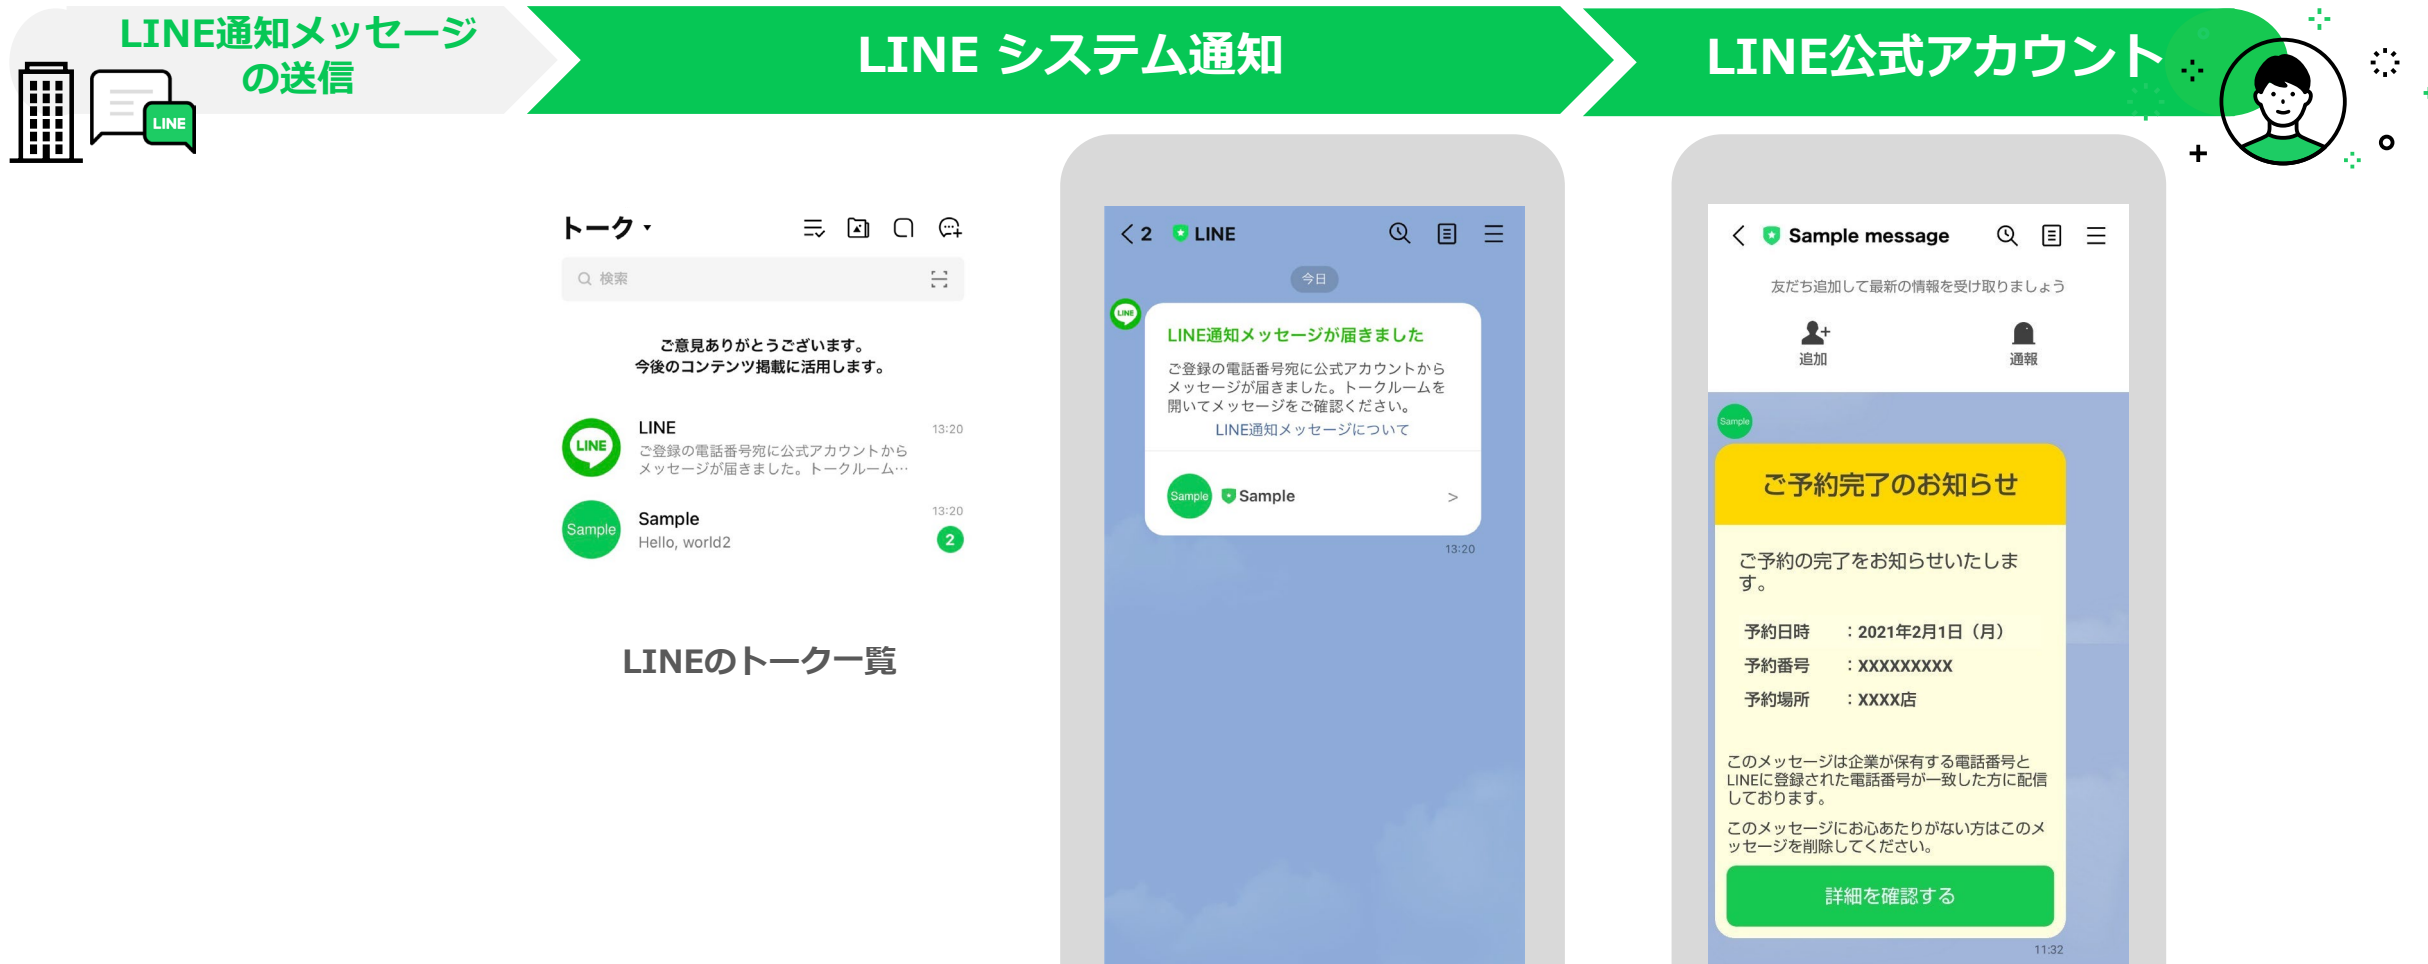 LINE通知メッセージ
の送信
LINE
LINE システム通知
LINE公式アカウント
トーク
検索
ご意見ありがとうございます。
今後のコンテンツ掲載に活用します。
LINE
LINE
13:20
ご登録の電話番号宛に公式アカウントから
メッセージが届きました。トークルーム…
Sample
Sample
13:20
Hello, world2
2
LINEのトーク一覧
2 LINE
今日
LINE
LINE通知メッセージが届きました
ご登録の電話番号宛に公式アカウントから
メッセージが届きました。トークルームを
開いてメッセージをご確認ください。
LINE通知メッセージについて
Sample
Sample
>
13:20
Sample message
友だち追加して最新の情報を受け取りましょう
追加
通報
Sample
ご予約完了のお知らせ
ご予約の完了をお知らせいたしま
す。
予約日時 ：2021年2月1日（月）
予約番号 ：XXXXXXXXX
予約場所 ：XXXX店
このメッセージは企業が保有する電話番号と
LINEに登録された電話番号が一致した方に配信
しております。
このメッセージにお心あたりがない方はこのメ
ッセージを削除してください。
詳細を確認する
11:32